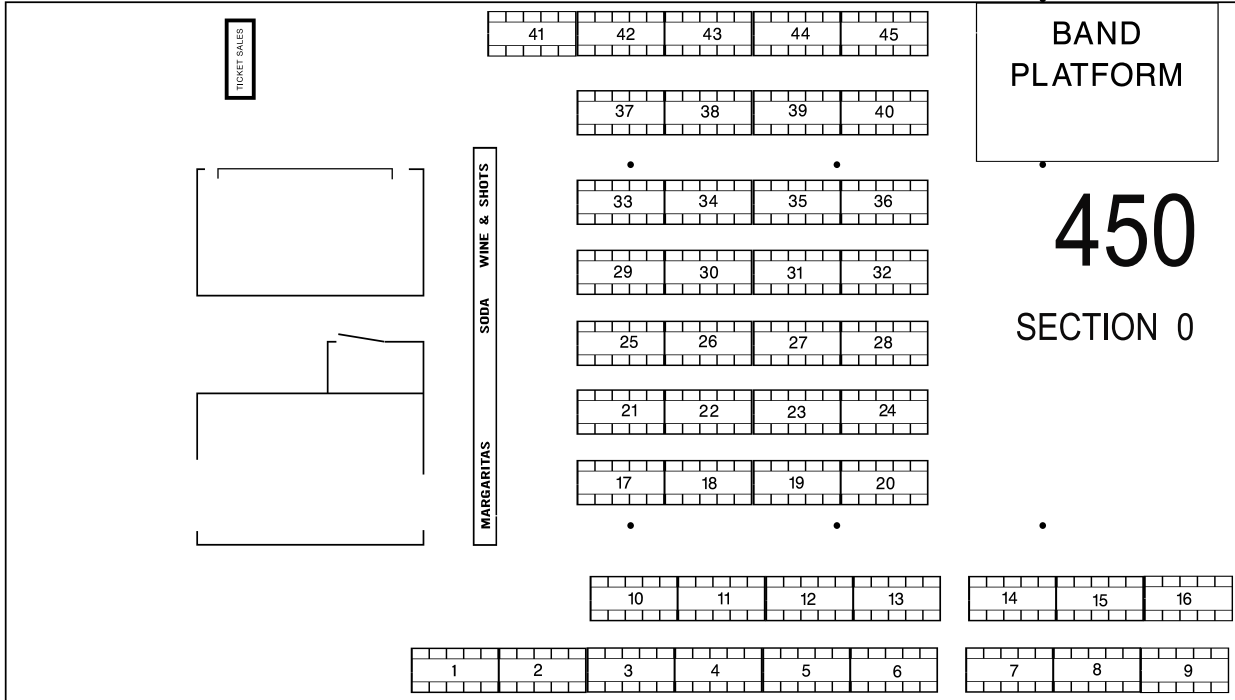 TICKET SALES
41 42 43 44 45
BAND
PLATFORM
37 38 39 40
33 34 35 36
450
29 30 31 32
SECTION 0
25 26 27 28
21 22 23 24
17 18 19 20
MARGARITAS SODA WINE & SHOTS
10 11 12 13 14 15 16
1 2 3 4 5 6 7 8 9